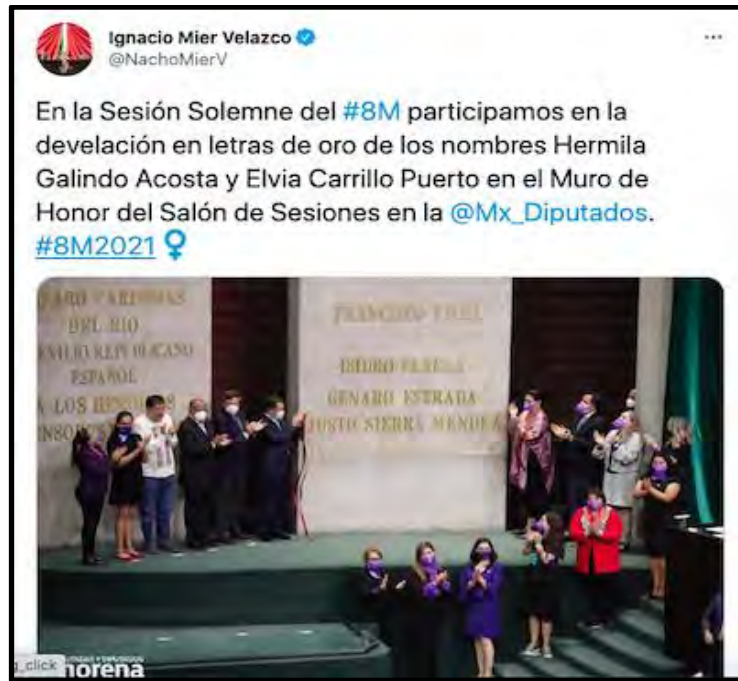 Ignacio Mier Velazco
@NachoMierV
En la Sesión Solemne del #8M participamos en la
develación en letras de oro de los nombres Hermila
Galindo Acosta y Elvia Carrillo Puerto en el Muro de
Honor del Salón de Sesiones en la @Mx_Diputados.
#8M2021
DEL RIO
ESPAÑOL
A LOS
FRANCISCO
ISIDRO FABELA
GENARO ESTRADA
JUSTO SIERRA MENDEZ
g_click
morena